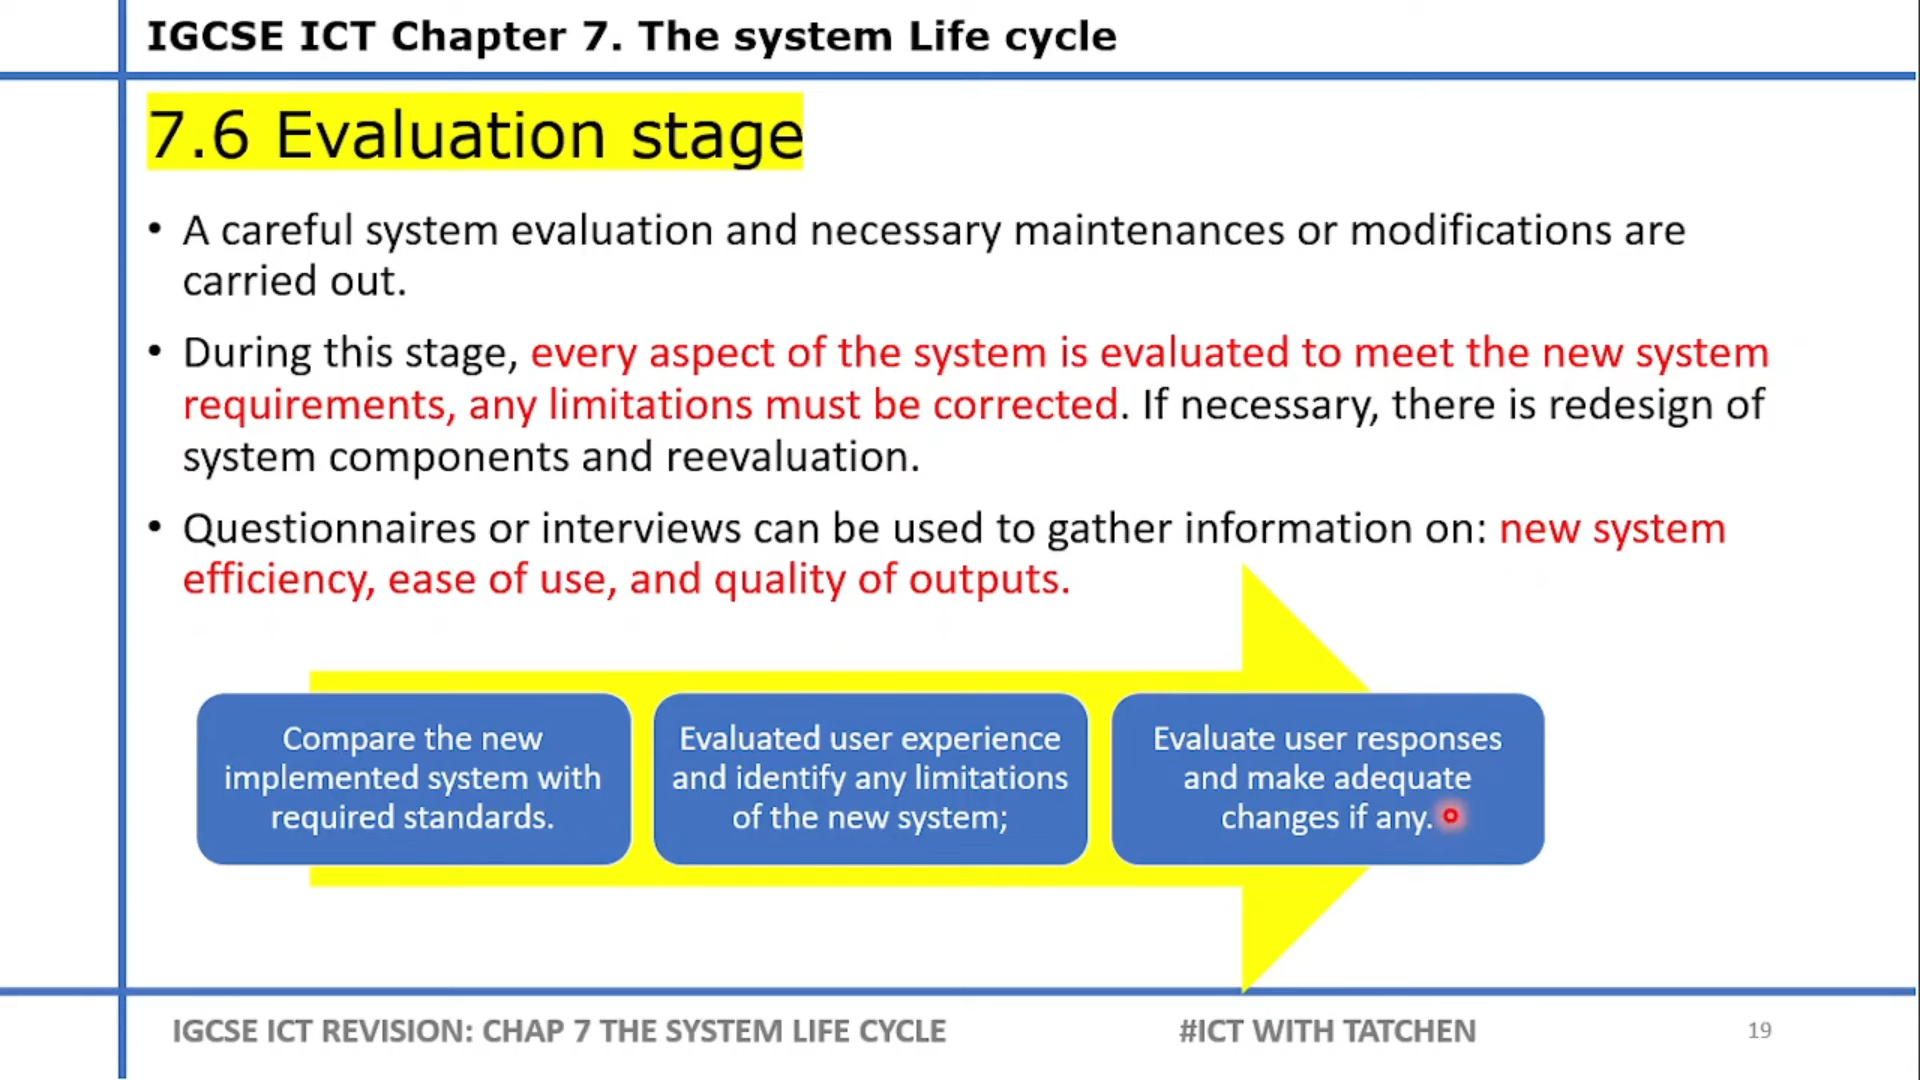 IGCSE ICT Chapter 7. The system Life cycle
7.6 Evaluation stage
• A careful system evaluation and necessary maintenances or modifications are
carried out.
• During this stage, every aspect of the system is evaluated to meet the new system
requirements, any limitations must be corrected. If necessary, there is redesign of
system components and reevaluation.
• Questionnaires or interviews can be used to gather information on: new system
efficiency, ease of use, and quality of outputs.
Compare the new
implemented system with
required standards.
Evaluated user experience
and identify any limitations
of the new system;
Evaluate user responses
and make adequate
changes if any.
IGCSE ICT REVISION: CHAP 7 THE SYSTEM LIFE CYCLE
#ICT WITH TATCHEN
19